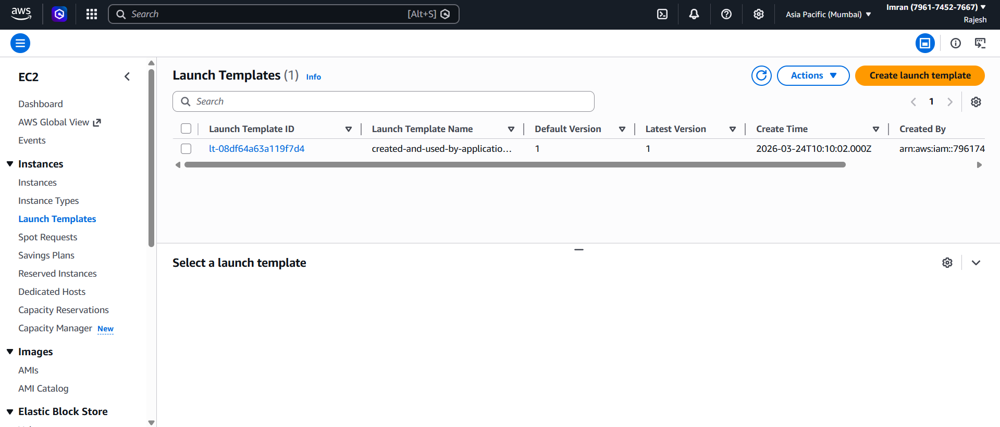 aws
Search [Alt+S]
Asia Pacific (Mumbai)
Imran (7961-7452-7667)
Rajesh
EC2
Dashboard
AWS Global View
Events
Instances
Instances
Instance Types
Launch Templates
Spot Requests
Savings Plans
Reserved Instances
Dedicated Hosts
Capacity Reservations
Capacity Manager New
Images
AMIs
AMI Catalog
Elastic Block Store
Launch Templates (1) Info
Actions
Create launch template
Search
1
Launch Template ID Launch Template Name Default Version Latest Version Create Time Created By
lt-08df64a63a119f7d4 created-and-used-by-applicatio... 1 1 2026-03-24T10:10:02.000Z arn:aws:iam::796174
Select a launch template